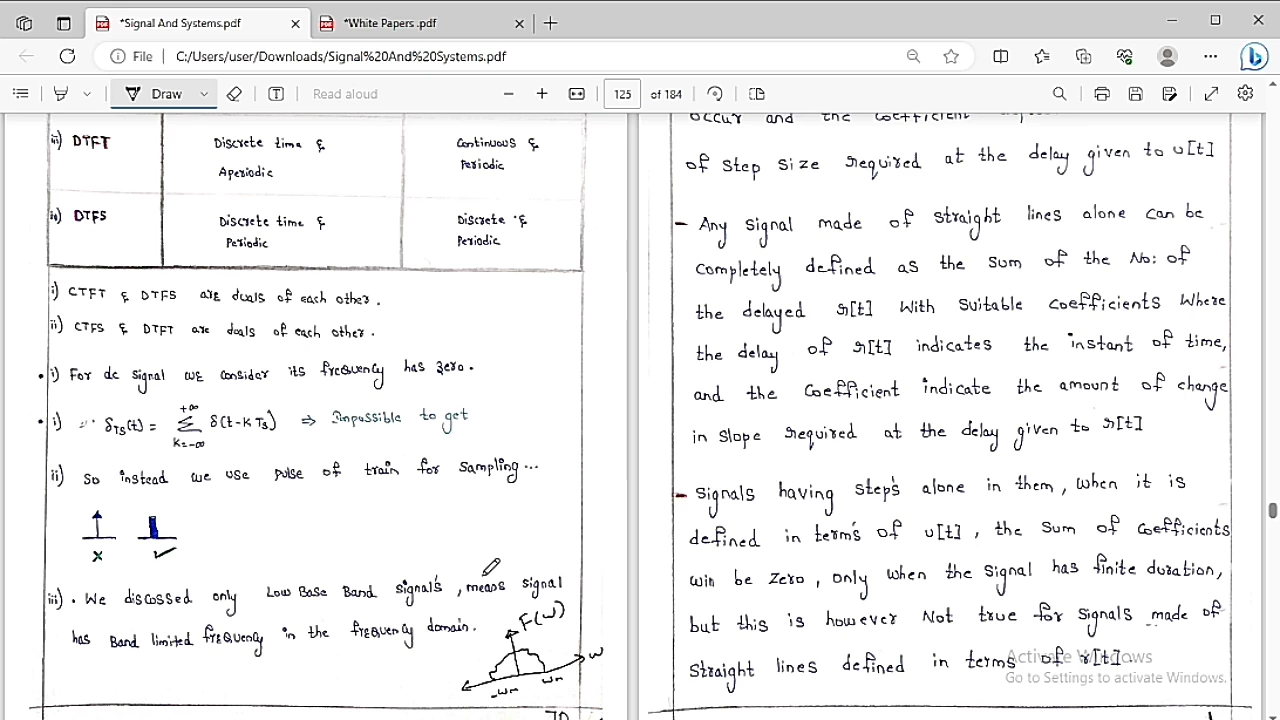 *Signal And Systems.pdf
*White Papers .pdf
File C:/Users/user/Downloads/Signal%20And%20Systems.pdf
Draw
Read aloud
125 of 184
iii) DTFT Discrete time & Aperiodic Continuous & Periodic
iv) DTFS Discrete time & Periodic Discrete & Periodic
i) CTFT & DTFS are duals of each other.
ii) CTFS & DTFT are duals of each other.
• i) For dc signal we consider its frequency has zero.
• i) δTs(t) = +∞ Σ K=-∞ δ(t-KTs) ⇒ Impossible to get
ii) So instead we use pulse of train for sampling...
x ✓
iii). We discussed only Low Base Band signal's, means signal
has Band limited frequency in the frequency domain.
F(ω)
ω
-ωm ωm
70
occur and the coefficient
of step size required at the delay given to u[t]
- Any signal made of straight lines alone can be
completely defined as the sum of the No: of
the delayed r[t] with suitable coefficients Where
the delay of r[t] indicates the instant of time,
and the coefficient indicate the amount of change
in slope required at the delay given to r[t]
- Signals having step's alone in them, when it is
defined in term's of u[t], the sum of coefficients
will be zero, only when the signal has finite duration,
but this is however Not true for signals made of
straight lines defined in terms of r[t].
Activate Windows
Go to Settings to activate Windows.